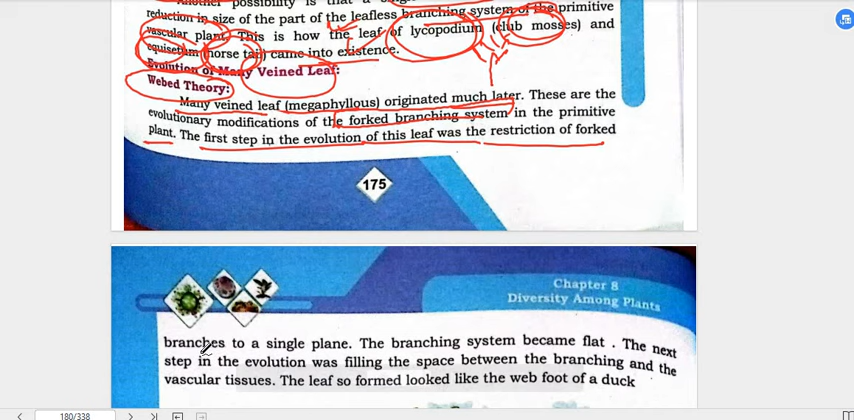 Another possibility is that a
reduction in size of the part of the leafless branching system of the primitive
vascular plant. This is how the leaf of lycopodium (club mosses) and
equisetum (horse tail) came into existence.
Evolution of Many Veined Leaf:
Webed Theory:
Many veined leaf (megaphyllous) originated much later. These are the
evolutionary modifications of the forked branching system in the primitive
plant. The first step in the evolution of this leaf was the restriction of forked
175
Chapter 8
Diversity Among Plants
branches to a single plane. The branching system became flat . The next
step in the evolution was filling the space between the branching and the
vascular tissues. The leaf so formed looked like the web foot of a duck
180/338